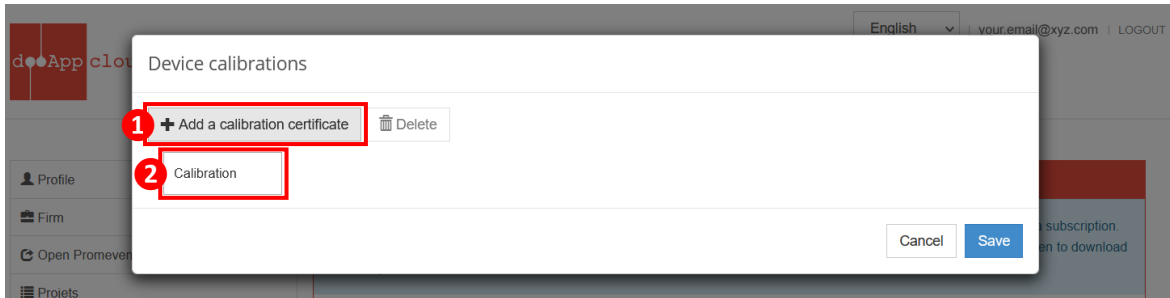 English | your.email@xyz.com | LOGOUT
dooApp clou
Device calibrations
1 + Add a calibration certificate Delete
2 Calibration
Profile
Firm
subscription.
Cancel Save
en to download
Open Promeven
Projets